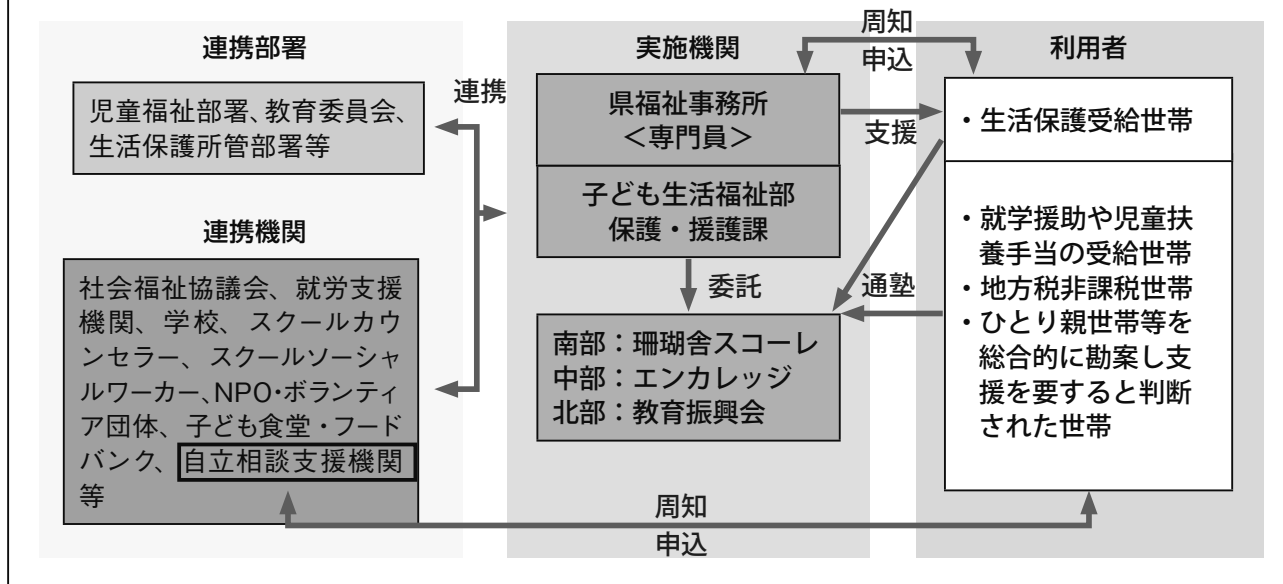 連携部署
児童福祉部署、教育委員会、
生活保護所管部署等
連携機関
社会福祉協議会、就労支援
機関、学校、スクールカウ
ンセラー、スクールソーシャ
ルワーカー、NPO・ボランティ
ア団体、子ども食堂・フード
バンク、自立相談支援機関
等
連携
実施機関
県福祉事務所
＜専門員＞
子ども生活福祉部
保護・援護課
委託
南部：珊瑚舎スコーレ
中部：エンカレッジ
北部：教育振興会
周知
申込
支援
通塾
利用者
・生活保護受給世帯
・就学援助や児童扶
養手当の受給世帯
・地方税非課税世帯
・ひとり親世帯等を
総合的に勘案し支
援を要すると判断
された世帯
周知
申込